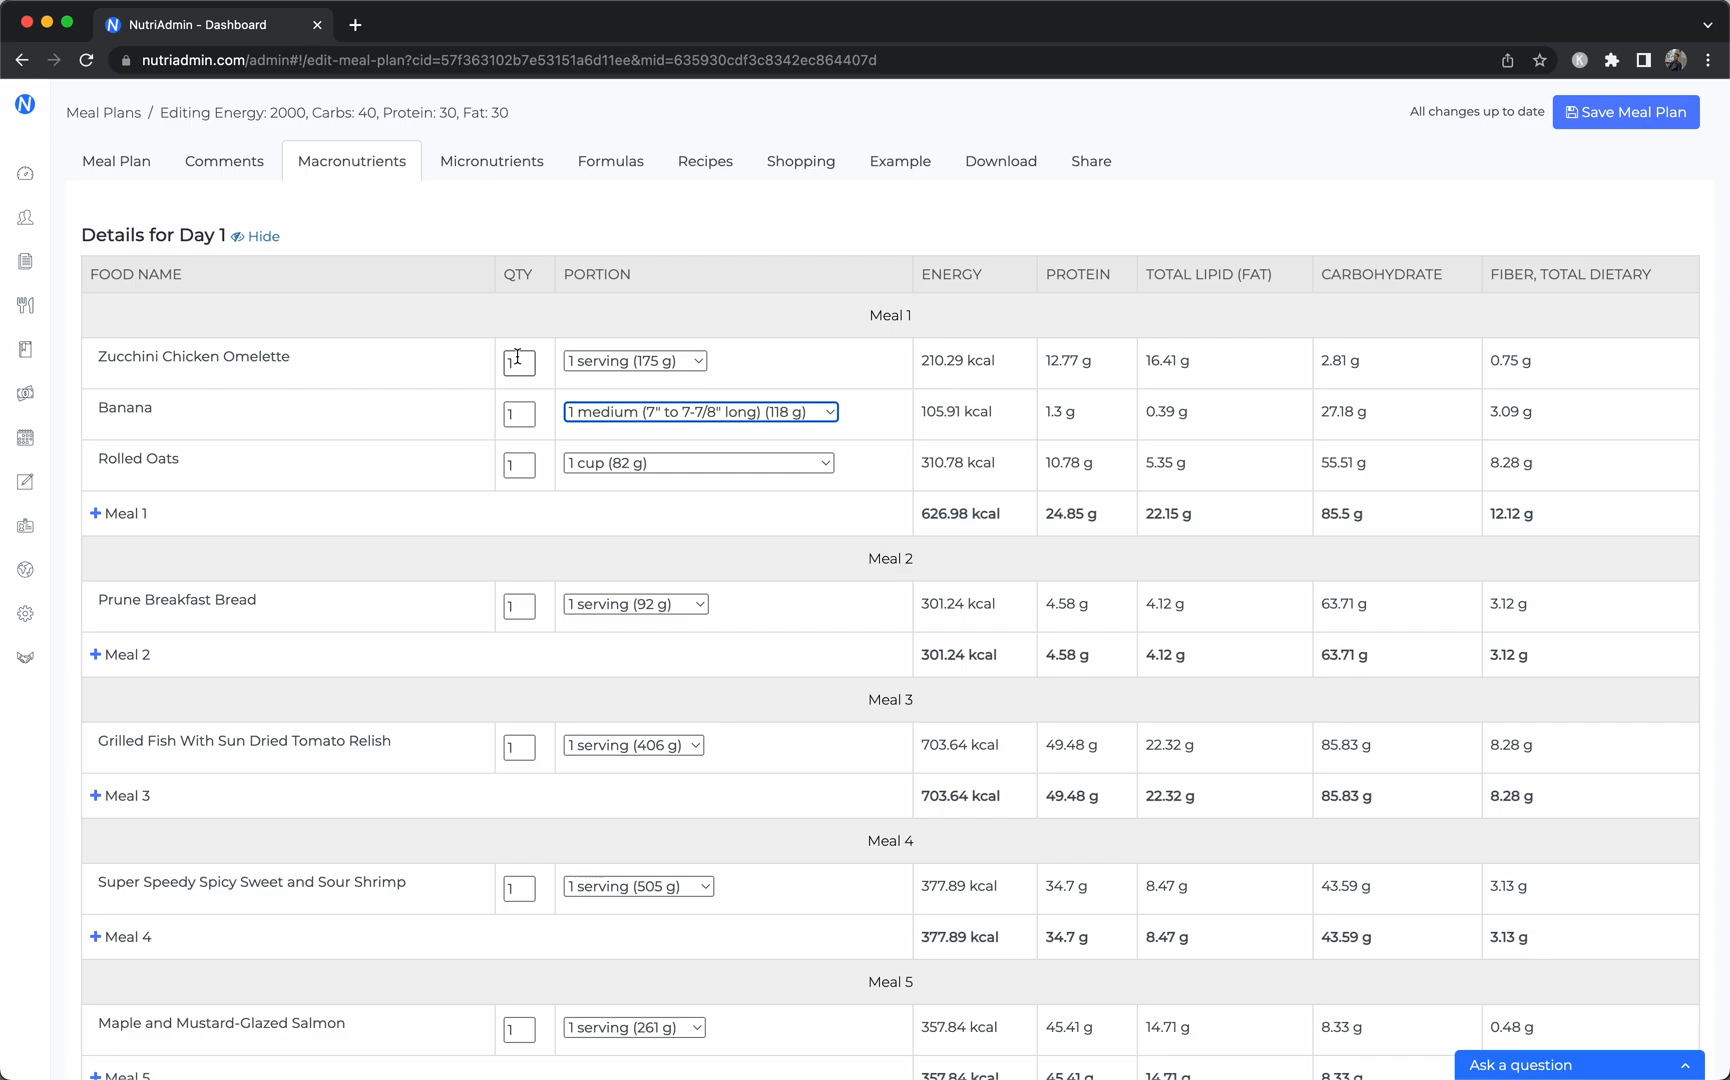 NutriAdmin - Dashboard
nutriadmin.com/admin#!/edit-meal-plan?cid=57f363102b7e53151a6d11ee&mid=635930cdf3c8342ec864407d
K
N
Meal Plans / Editing Energy: 2000, Carbs: 40, Protein: 30, Fat: 30
All changes up to date
Save Meal Plan
Meal Plan Comments Macronutrients Micronutrients Formulas Recipes Shopping Example Download Share
Details for Day 1 Hide
FOOD NAME QTY PORTION ENERGY PROTEIN TOTAL LIPID (FAT) CARBOHYDRATE FIBER, TOTAL DIETARY
Meal 1
Zucchini Chicken Omelette 1 1 serving (175 g) 210.29 kcal 12.77 g 16.41 g 2.81 g 0.75 g
Banana 1 1 medium (7" to 7-7/8" long) (118 g) 105.91 kcal 1.3 g 0.39 g 27.18 g 3.09 g
Rolled Oats 1 1 cup (82 g) 310.78 kcal 10.78 g 5.35 g 55.51 g 8.28 g
+ Meal 1 626.98 kcal 24.85 g 22.15 g 85.5 g 12.12 g
Meal 2
Prune Breakfast Bread 1 1 serving (92 g) 301.24 kcal 4.58 g 4.12 g 63.71 g 3.12 g
+ Meal 2 301.24 kcal 4.58 g 4.12 g 63.71 g 3.12 g
Meal 3
Grilled Fish With Sun Dried Tomato Relish 1 1 serving (406 g) 703.64 kcal 49.48 g 22.32 g 85.83 g 8.28 g
+ Meal 3 703.64 kcal 49.48 g 22.32 g 85.83 g 8.28 g
Meal 4
Super Speedy Spicy Sweet and Sour Shrimp 1 1 serving (505 g) 377.89 kcal 34.7 g 8.47 g 43.59 g 3.13 g
+ Meal 4 377.89 kcal 34.7 g 8.47 g 43.59 g 3.13 g
Meal 5
Maple and Mustard-Glazed Salmon 1 1 serving (261 g) 357.84 kcal 45.41 g 14.71 g 8.33 g 0.48 g
+ Meal 5 357.84 kcal 45.41 g 14.71 g 8.33 g
Ask a question